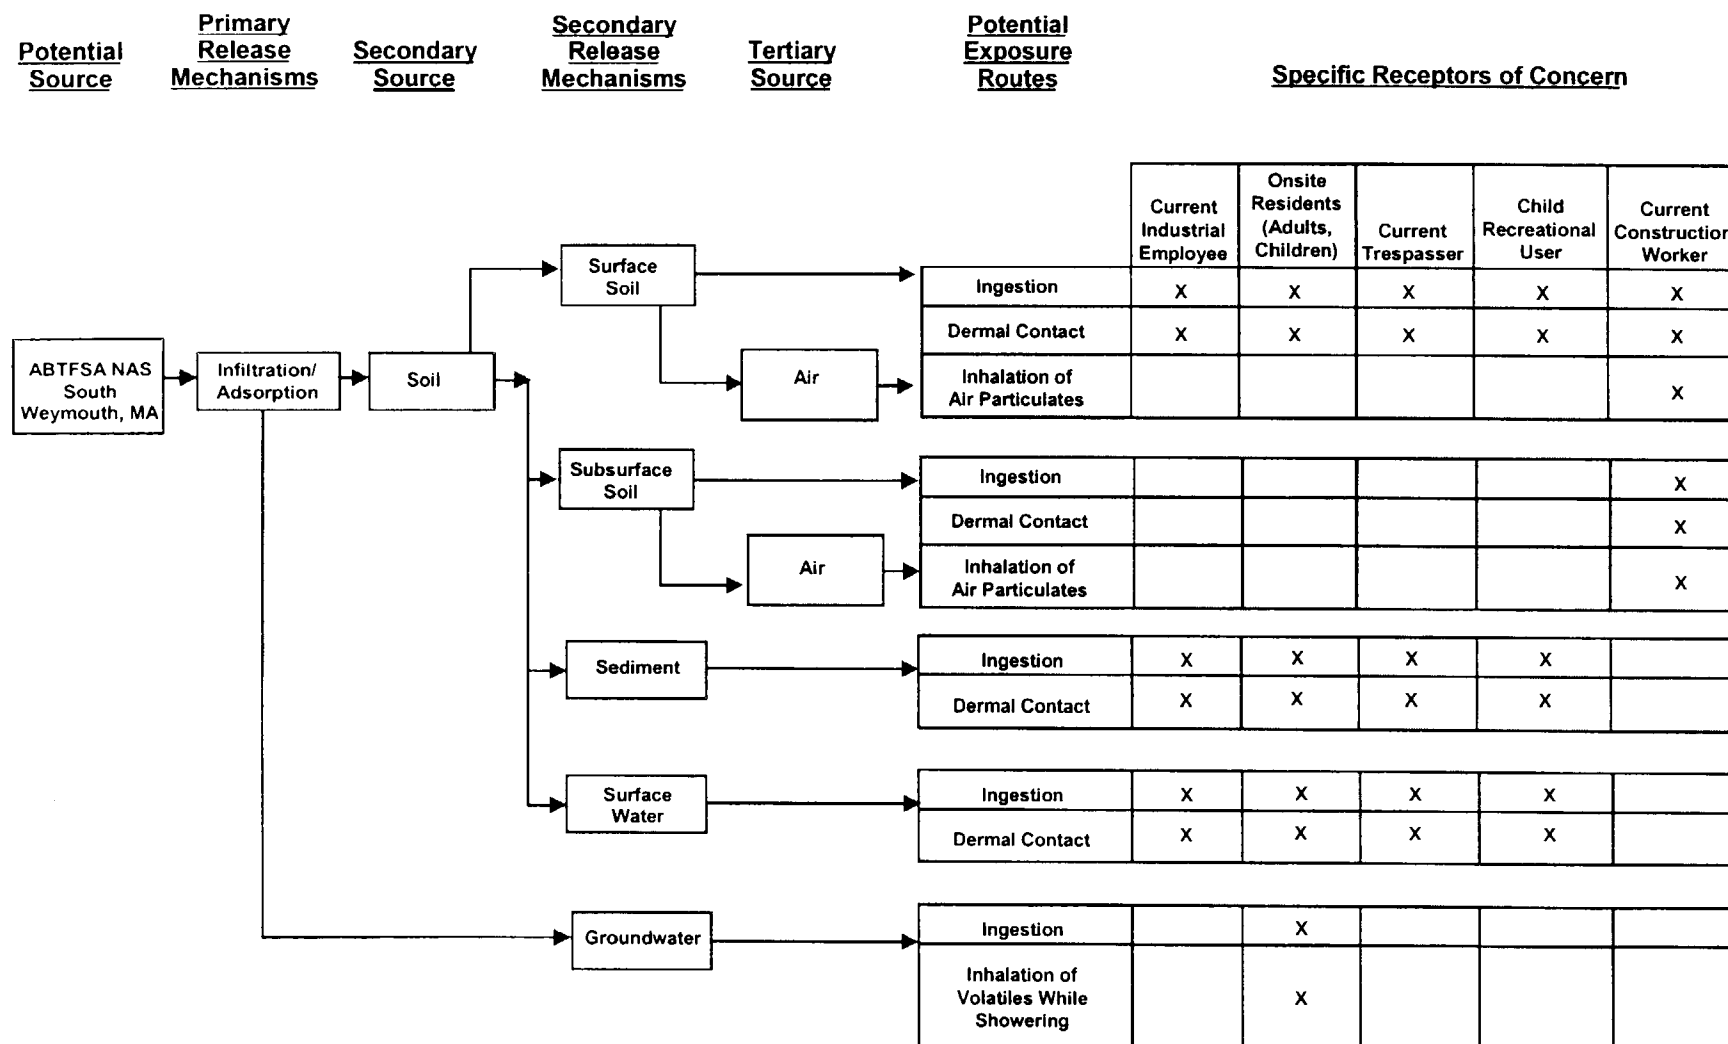 Potential
Source
Primary
Release
Mechanisms
Secondary
Source
Secondary
Release
Mechanisms
Tertiary
Source
Potential
Exposure
Routes
Specific Receptors of Concern
Current
Industrial
Employee
Onsite
Residents
(Adults,
Children)
Current
Trespasser
Child
Recreational
User
Current
Construction
Worker
ABTFSA NAS
South
Weymouth, MA
Infiltration/
Adsorption
Soil
Surface
Soil
Air
Ingestion X X X X X
Dermal Contact X X X X X
Inhalation of
Air Particulates X
Subsurface
Soil
Air
Ingestion X
Dermal Contact X
Inhalation of
Air Particulates X
Sediment
Ingestion X X X X
Dermal Contact X X X X
Surface
Water
Ingestion X X X X
Dermal Contact X X X X
Groundwater
Ingestion X
Inhalation of
Volatiles While X
Showering